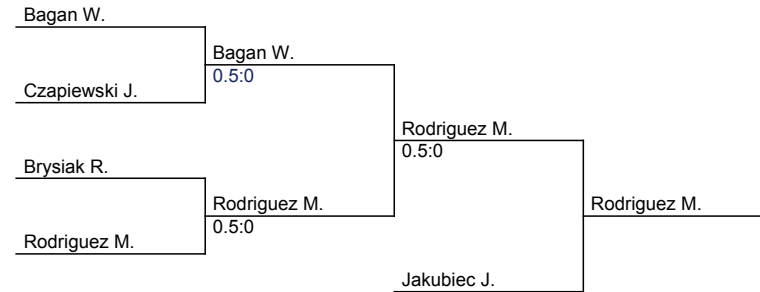 Bagan W.
Bagan W.
0.5:0
Czapiewski J.
Rodriguez M.
0.5:0
Brysiak R.
Rodriguez M.
Rodriguez M.
0.5:0
Rodriguez M.
Jakubiec J.